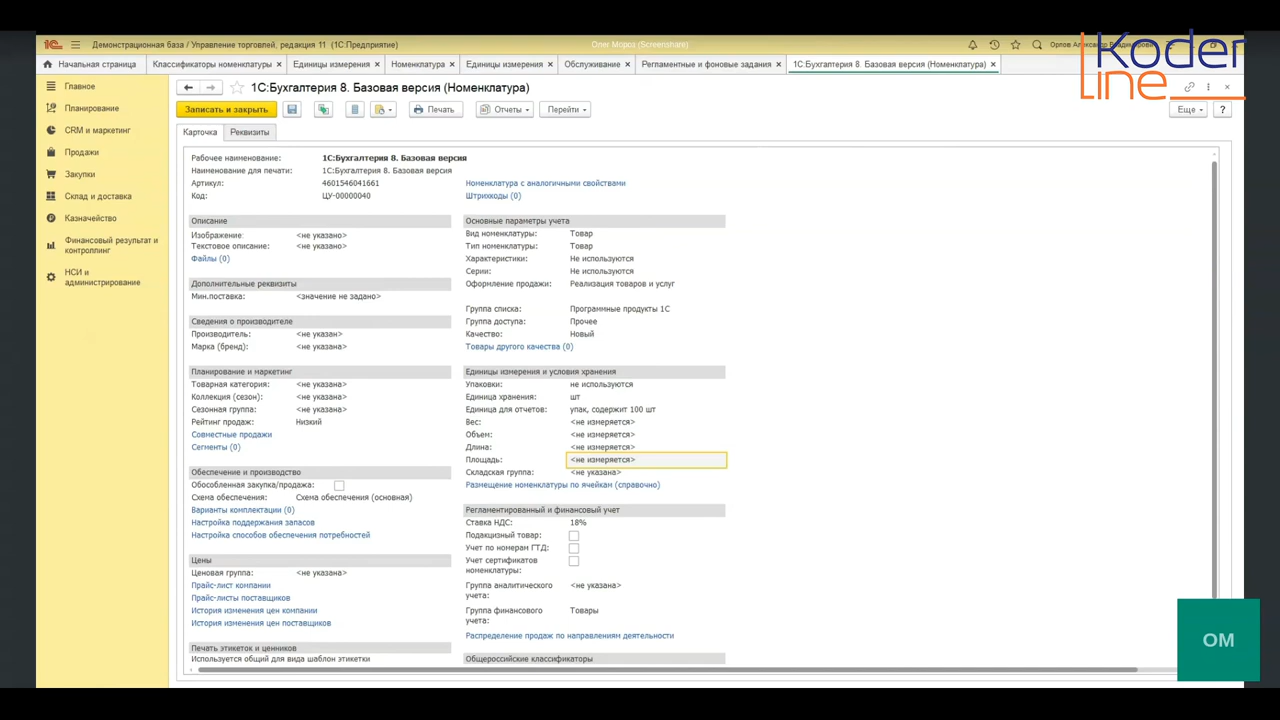 Демонстрационная база / Управление торговлей, редакция 11 (1С:Предприятие)
Олег Мороз (Screenshark)
Koder
line
Начальная страница
Классификаторы номенклатуры ×
Единицы измерения ×
Номенклатура ×
Единицы измерения ×
Обслуживание ×
Регламентные и фоновые задания ×
1С:Бухгалтерия 8. Базовая версия (Номенклатура) ×
Главное
Планирование
CRM и маркетинг
Продажи
Закупки
Склад и доставка
Казначейство
Финансовый результат и
контроллинг
НСИ и
администрирование
1С:Бухгалтерия 8. Базовая версия (Номенклатура)
Записать и закрыть
Печать
Отчеты
Перейти
Еще
?
Карточка
Реквизиты
Рабочее наименование: 1С:Бухгалтерия 8. Базовая версия
Наименование для печати: 1С:Бухгалтерия 8. Базовая версия
Артикул: 4601546041661
Код: ЦУ-00000040
Номенклатура с аналогичными свойствами
Штрихкоды (0)
Описание
Изображение: <не указано>
Текстовое описание: <не указано>
Файлы (0)
Дополнительные реквизиты
Мин.поставка: <значение не задано>
Сведения о производителе
Производитель: <не указан>
Марка (бренд): <не указана>
Планирование и маркетинг
Товарная категория: <не указана>
Коллекция (сезон): <не указана>
Сезонная группа: <не указана>
Рейтинг продаж: Низкий
Совместные продажи
Сегменты (0)
Обеспечение и производство
Обособленная закупка/продажа:
Схема обеспечения: Схема обеспечения (основная)
Варианты комплектации (0)
Настройка поддержания запасов
Настройка способов обеспечения потребностей
Цены
Ценовая группа: <не указана>
Прайс-лист компании
Прайс-листы поставщиков
История изменения цен компании
История изменения цен поставщиков
Печать этикеток и ценников
Используется общий для вида шаблон этикетки
Основные параметры учета
Вид номенклатуры: Товар
Тип номенклатуры: Товар
Характеристики: Не используются
Серии: Не используются
Оформление продажи: Реализация товаров и услуг
Группа списка: Программные продукты 1С
Группа доступа: Прочее
Качество: Новый
Товары другого качества (0)
Единицы измерения и условия хранения
Упаковки: не используются
Единица хранения: шт
Единица для отчетов: упак, содержит 100 шт
Вес: <не измеряется>
Объем: <не измеряется>
Длина: <не измеряется>
Площадь: <не измеряется>
Складская группа: <не указана>
Размещение номенклатуры по ячейкам (справочно)
Регламентированный и финансовый учет
Ставка НДС: 18%
Подакцизный товар:
Учет по номерам ГТД:
Учет сертификатов
номенклатуры:
Группа аналитического
учета: <не указана>
Группа финансового
учета: Товары
Распределение продаж по направлениям деятельности
Общероссийские классификаторы
ОМ